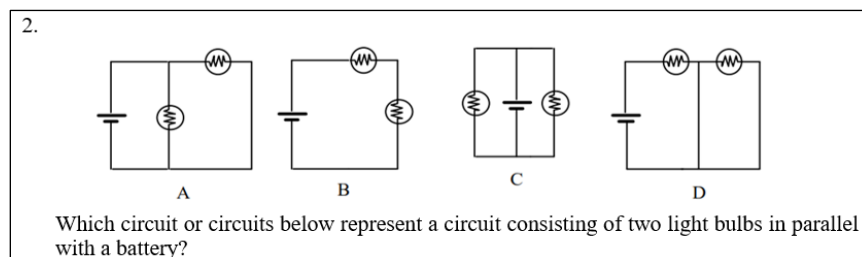 2.
A
B
C
D
Which circuit or circuits below represent a circuit consisting of two light bulbs in parallel
with a battery?